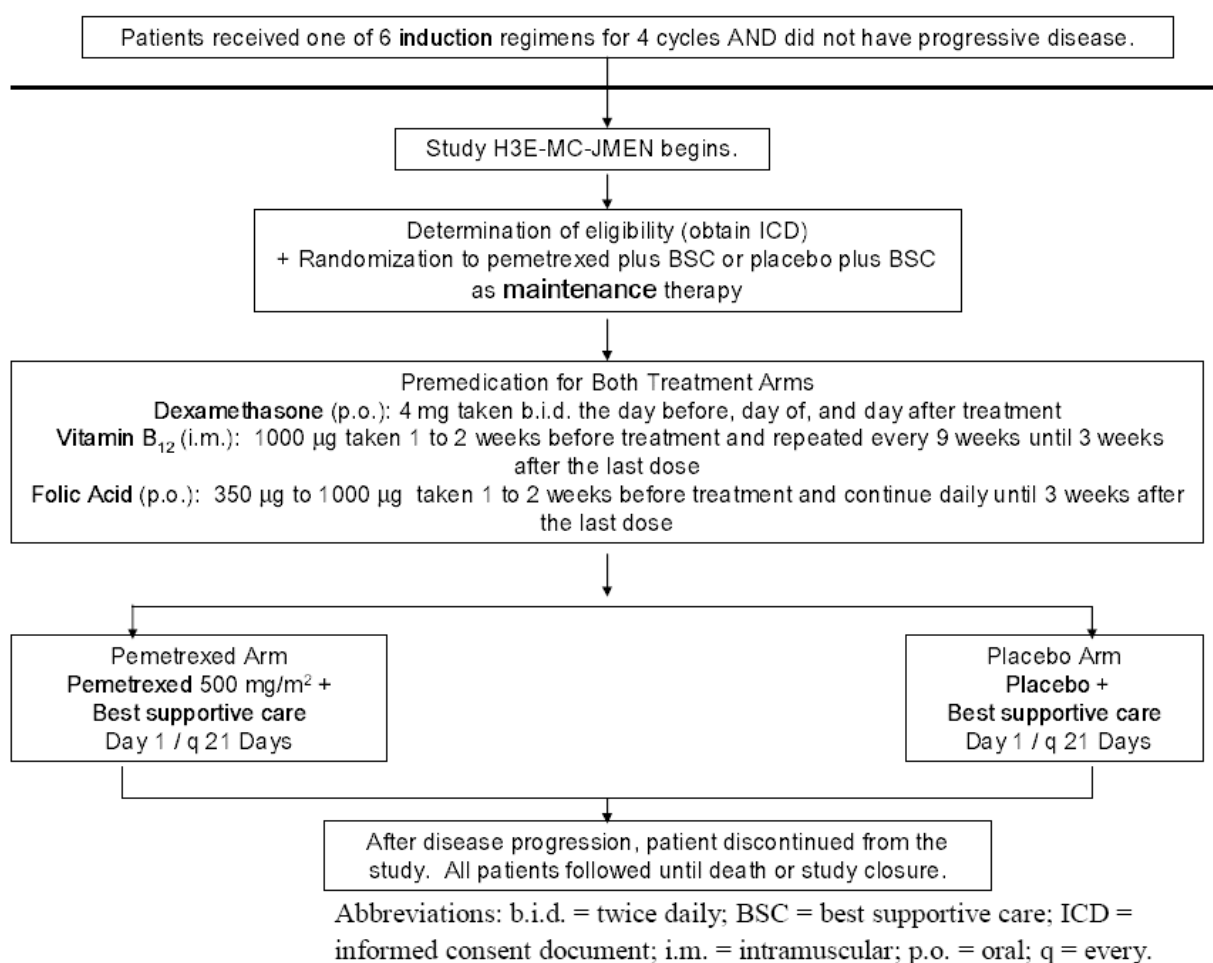 Patients received one of 6 induction regimens for 4 cycles AND did not have progressive disease.
Study H3E-MC-JMEN begins.
Determination of eligibility (obtain ICD)
+ Randomization to pemetrexed plus BSC or placebo plus BSC
as maintenance therapy
Premedication for Both Treatment Arms
Dexamethasone (p.o.): 4 mg taken b.i.d. the day before, day of, and day after treatment
Vitamin B12 (i.m.): 1000 µg taken 1 to 2 weeks before treatment and repeated every 9 weeks until 3 weeks
after the last dose
Folic Acid (p.o.): 350 µg to 1000 µg taken 1 to 2 weeks before treatment and continue daily until 3 weeks after
the last dose
Pemetrexed Arm
Pemetrexed 500 mg/m² +
Best supportive care
Day 1 / q 21 Days
Placebo Arm
Placebo +
Best supportive care
Day 1 / q 21 Days
After disease progression, patient discontinued from the
study. All patients followed until death or study closure.
Abbreviations: b.i.d. = twice daily; BSC = best supportive care; ICD =
informed consent document; i.m. = intramuscular; p.o. = oral; q = every.